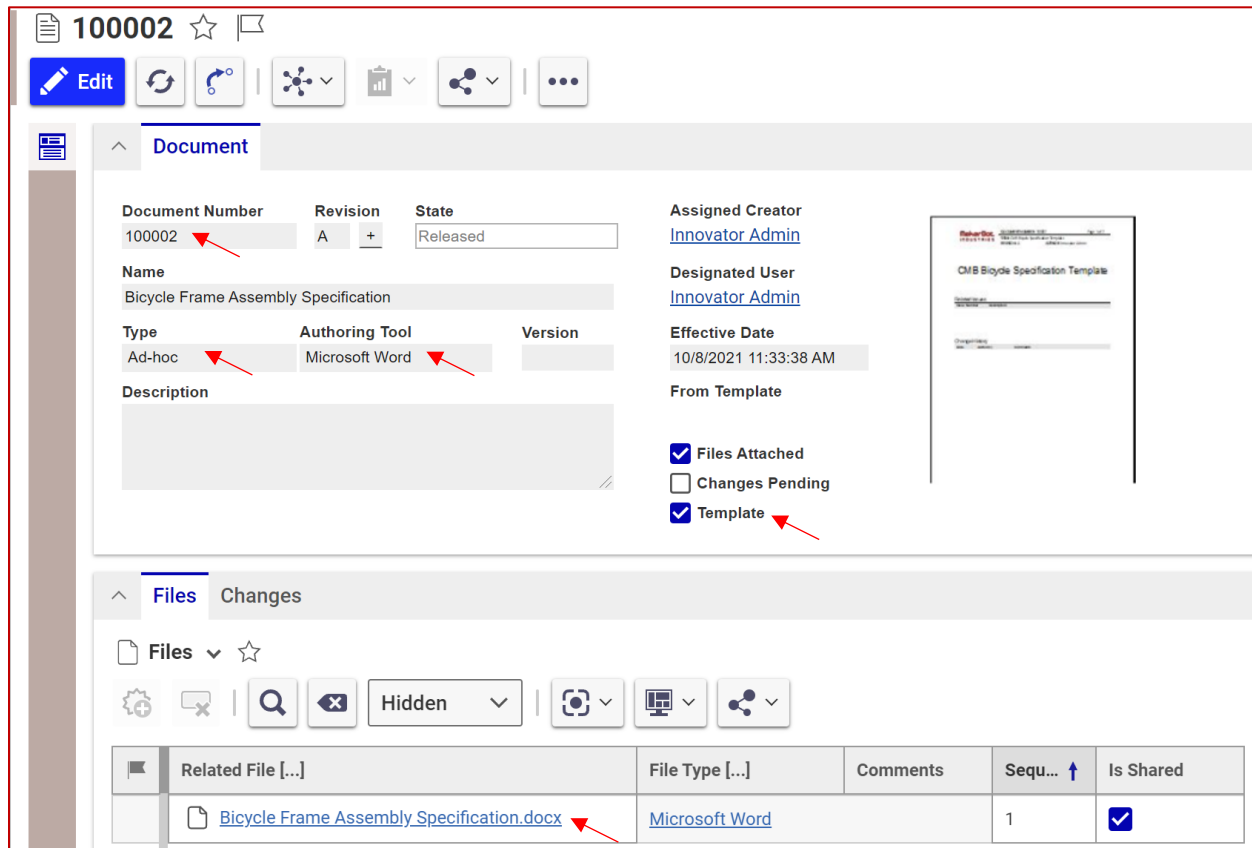 100002
Edit
Document
Document Number Revision State
100002 A + Released
Name
Bicycle Frame Assembly Specification
Type Authoring Tool Version
Ad-hoc Microsoft Word
Description
Assigned Creator
Innovator Admin
Designated User
Innovator Admin
Effective Date
10/8/2021 11:33:38 AM
From Template
Files Attached
Changes Pending
Template
INDUSTRIES
CMB Bicycle Specification Template
Files Changes
Files
Hidden
Related File [...] File Type [...] Comments Sequ... Is Shared
Bicycle Frame Assembly Specification.docx Microsoft Word 1